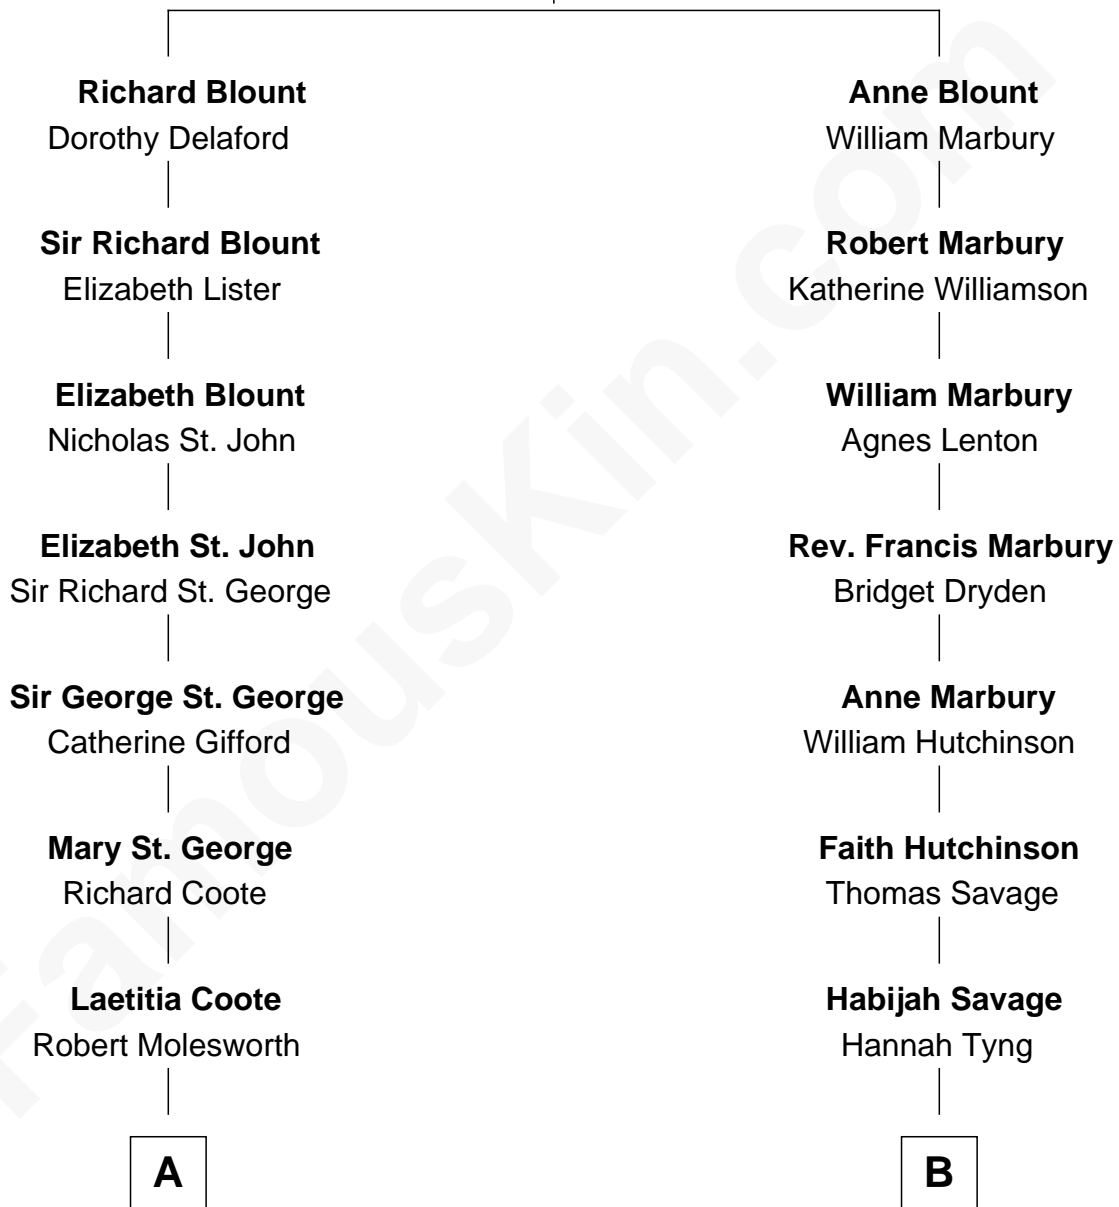 Richard Blount
Dorothy Delaford
Sir Richard Blount
Elizabeth Lister
Elizabeth Blount
Nicholas St. John
Elizabeth St. John
Sir Richard St. George
Sir George St. George
Catherine Gifford
Mary St. George
Richard Coote
Laetitia Coote
Robert Molesworth
A
Anne Blount
William Marbury
Robert Marbury
Katherine Williamson
William Marbury
Agnes Lenton
Rev. Francis Marbury
Bridget Dryden
Anne Marbury
William Hutchinson
Faith Hutchinson
Thomas Savage
Habijah Savage
Hannah Tyng
B
FamousKin.com